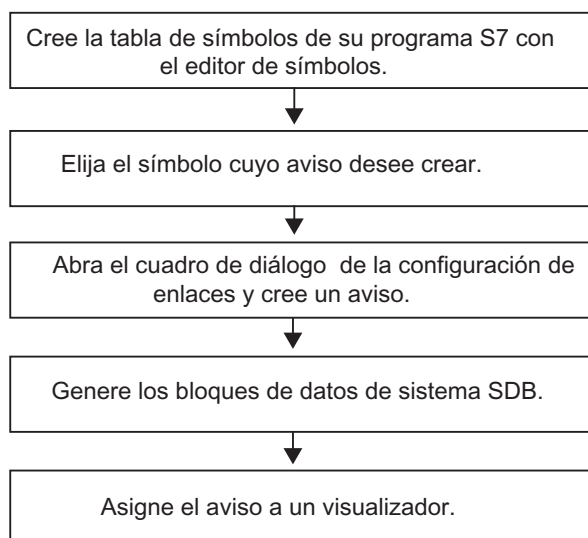 Cree la tabla de símbolos de su programa S7 con
el editor de símbolos.
Elija el símbolo cuyo aviso desee crear.
Abra el cuadro de diálogo de la configuración de
enlaces y cree un aviso.
Genere los bloques de datos de sistema SDB.
Asigne el aviso a un visualizador.